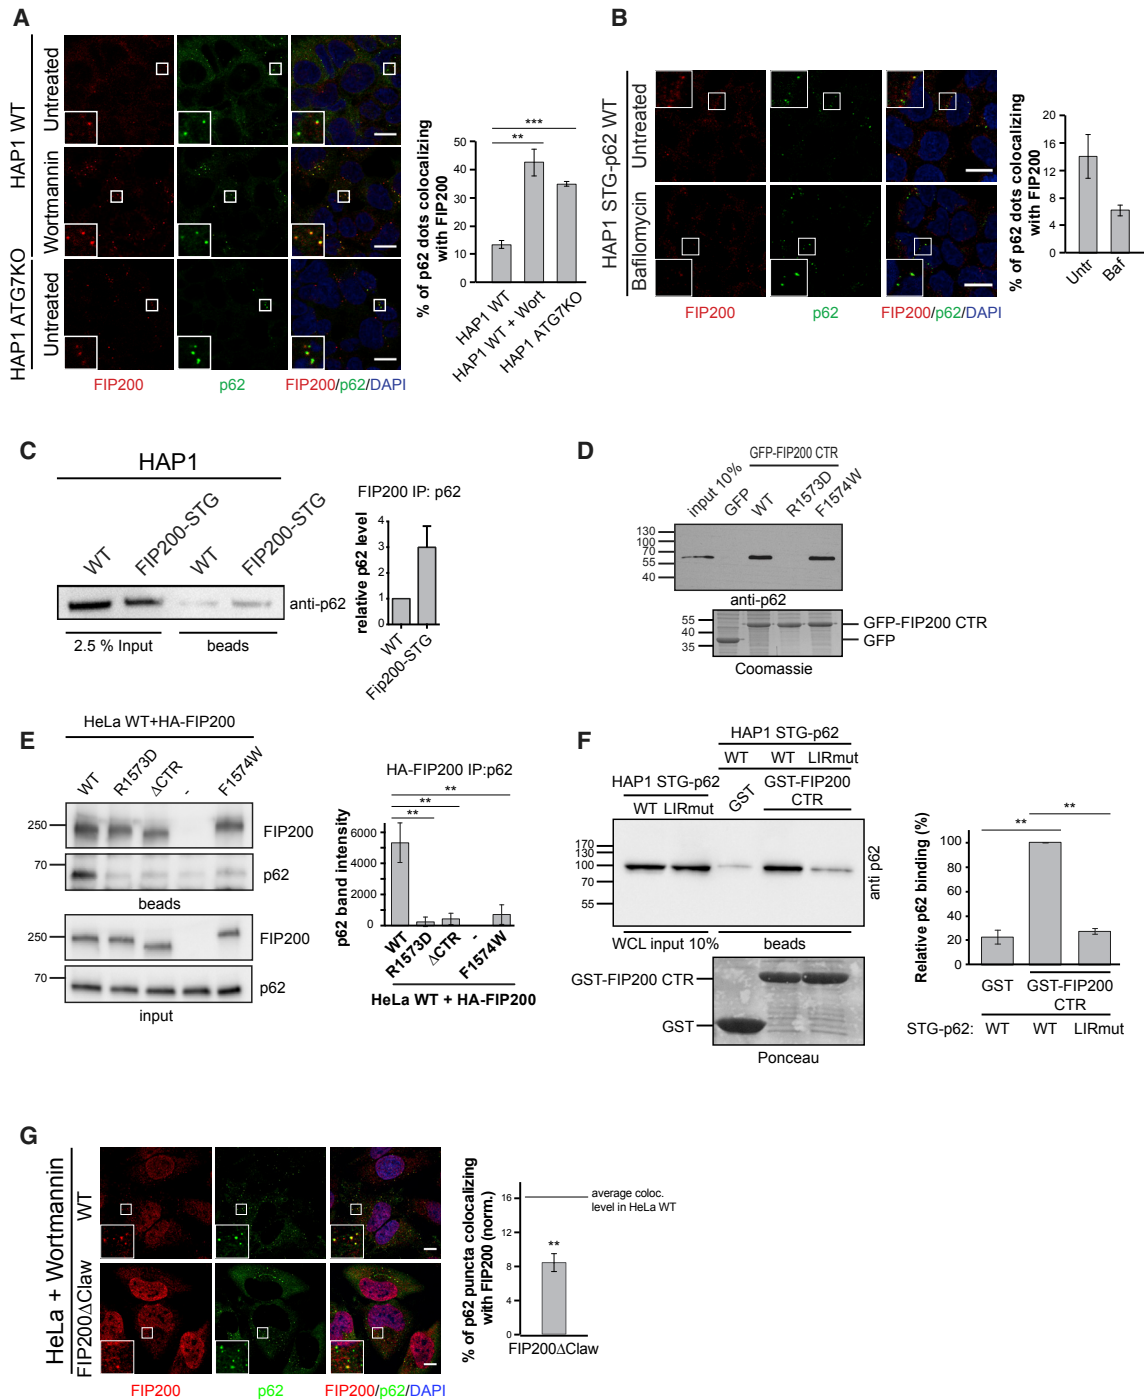 A
HAP1 WT
HAP1 ATG7KO
Untreated
Wortmannin
Untreated
FIP200
p62
FIP200/p62/DAPI
% of p62 dots colocalizing
with FIP200
50
40
30
20
10
0
**
***
HAP1 WT
HAP1 WT + Wort
HAP1 ATG7KO
B
HAP1 STG-p62 WT
Untreated
Bafilomycin
FIP200
p62
FIP200/p62/DAPI
% of p62 dots colocalizing
with FIP200
20
16
12
8
4
0
Untr
Baf
C
HAP1
WT
FIP200-STG
WT
FIP200-STG
anti-p62
2.5 % Input
beads
FIP200 IP: p62
relative p62 level
4
3
2
1
0
WT
Fip200-STG
D
GFP-FIP200 CTR
input 10%
GFP
WT
R1573D
F1574W
130
100
70
55
40
anti-p62
55
40
35
GFP-FIP200 CTR
GFP
Coomassie
E
HeLa WT+HA-FIP200
WT
R1573D
ΔCTR
-
F1574W
250
FIP200
70
p62
beads
250
FIP200
70
p62
input
HA-FIP200 IP:p62
**
**
**
p62 band intensity
6000
4000
2000
0
WT
R1573D
ΔCTR
-
F1574W
HeLa WT + HA-FIP200
F
HAP1 STG-p62
WT
WT
LIRmut
HAP1 STG-p62
GST-FIP200
CTR
WT LIRmut
GST
170
130
100
70
55
anti p62
WCL input 10%
beads
GST-FIP200 CTR
GST
Ponceau
Relative p62 binding (%)
100
80
60
40
20
0
**
**
GST
GST-FIP200
CTR
STG-p62:
WT
WT
LIRmut
G
HeLa + Wortmannin
WT
FIP200ΔClaw
FIP200
p62
FIP200/p62/DAPI
% of p62 puncta colocalizing
with FIP200 (norm.)
16
12
8
4
0
average coloc.
level in HeLa WT
**
FIP200ΔClaw